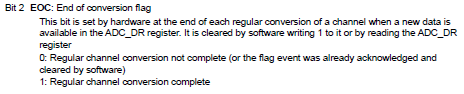 Bit 2 EOC: End of conversion flag
This bit is set by hardware at the end of each regular conversion of a channel when a new data is
available in the ADC_DR register. It is cleared by software writing 1 to it or by reading the ADC_DR
register
0: Regular channel conversion not complete (or the flag event was already acknowledged and
cleared by software)
1: Regular channel conversion complete